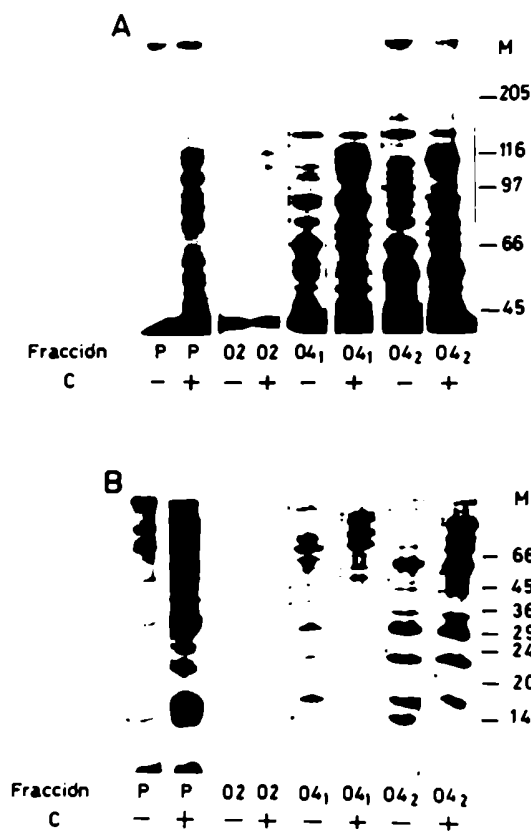 A
M
205
116
97
66
45
Fracción P P 02 02 04₁ 04₁ 04₂ 04₂
C − + − + − + − +
B
M
66
45
36
29
24
20
14
Fracción P P 02 02 04₁ 04₁ 04₂ 04₂
C − + − + − + − +